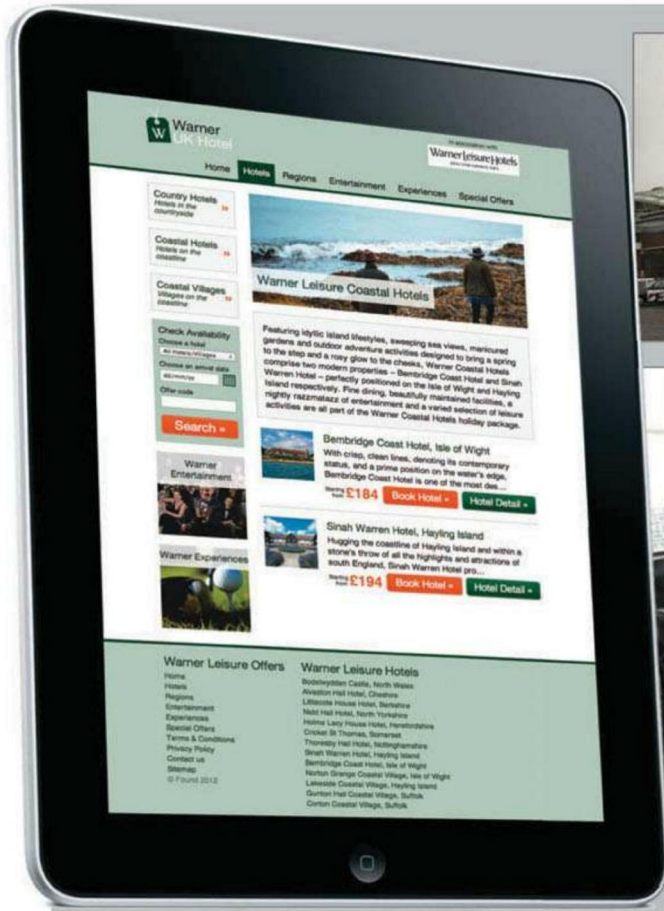 Warner
UK Hotel
in association with
Warner Leisure Hotels
Home Hotels Regions Entertainment Experiences Special Offers
Country Hotels
Hotels in the
countryside
Coastal Hotels
Hotels on the
coastline
Coastal Villages
Villages on the
coastline
Check Availability
Choose a hotel
All Hotels/Villages
Choose an arrival date
dd/mm/yy
Offer code
Search »
Warner
Entertainment
Warner Experiences
Warner Leisure Coastal Hotels
Featuring idyllic island lifestyles, sweeping sea views, manicured
gardens and outdoor adventure activities designed to bring a spring
to the step and a rosy glow to the cheeks, Warner Coastal Hotels
comprise two modern properties – Bembridge Coast Hotel and Sinah
Warren Hotel – perfectly positioned on the Isle of Wight and Hayling
Island respectively. Fine dining, beautifully maintained facilities, a
nightly razzmatazz of entertainment and a varied selection of leisure
activities are all part of the Warner Coastal Hotels holiday package.
Bembridge Coast Hotel, Isle of Wight
With crisp, clean lines, denoting its contemporary
status, and a prime position on the water's edge,
Bembridge Coast Hotel is one of the most des...
Starting
from £184 Book Hotel » Hotel Detail »
Sinah Warren Hotel, Hayling Island
Hugging the coastline of Hayling Island and within a
stone's throw of all the highlights and attractions of
south England, Sinah Warren Hotel pro...
Starting
from £194 Book Hotel » Hotel Detail »
Warner Leisure Offers
Home
Hotels
Regions
Entertainment
Experiences
Special Offers
Terms & Conditions
Privacy Policy
Contact us
Sitemap
© Found 2012
Warner Leisure Hotels
Bodelwydden Castle, North Wales
Alvaston Hall Hotel, Cheshire
Littlecote House Hotel, Berkshire
Nidd Hall Hotel, North Yorkshire
Holme Lacy House Hotel, Herefordshire
Cricket St Thomas, Somerset
Thoresby Hall Hotel, Nottinghamshire
Sinah Warren Hotel, Hayling Island
Bembridge Coast Hotel, Isle of Wight
Norton Grange Coastal Village, Isle of Wight
Lakeside Coastal Village, Hayling Island
Gunton Hall Coastal Village, Suffolk
Corton Coastal Village, Suffolk